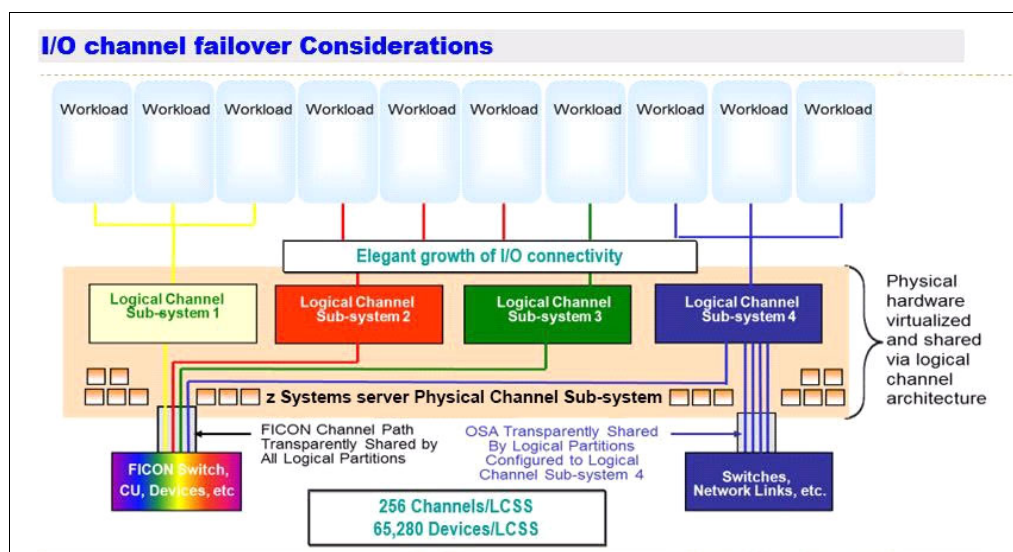 I/O channel failover Considerations
Workload Workload Workload Workload Workload Workload Workload Workload Workload Workload
Elegant growth of I/O connectivity
Logical Channel
Sub-system 1
Logical Channel
Sub-system 2
Logical Channel
Sub-system 3
Logical Channel
Sub-system 4
Physical
hardware
virtualized
and shared
via logical
channel
architecture
z Systems server Physical Channel Sub-system
FICON Channel Path
Transparently Shared by
All Logical Partitions
OSA Transparently Shared
By Logical Partitions
Configured to Logical
Channel Sub-system 4
FICON Switch,
CU, Devices, etc
Switches,
Network Links, etc.
256 Channels/LCSS
65,280 Devices/LCSS